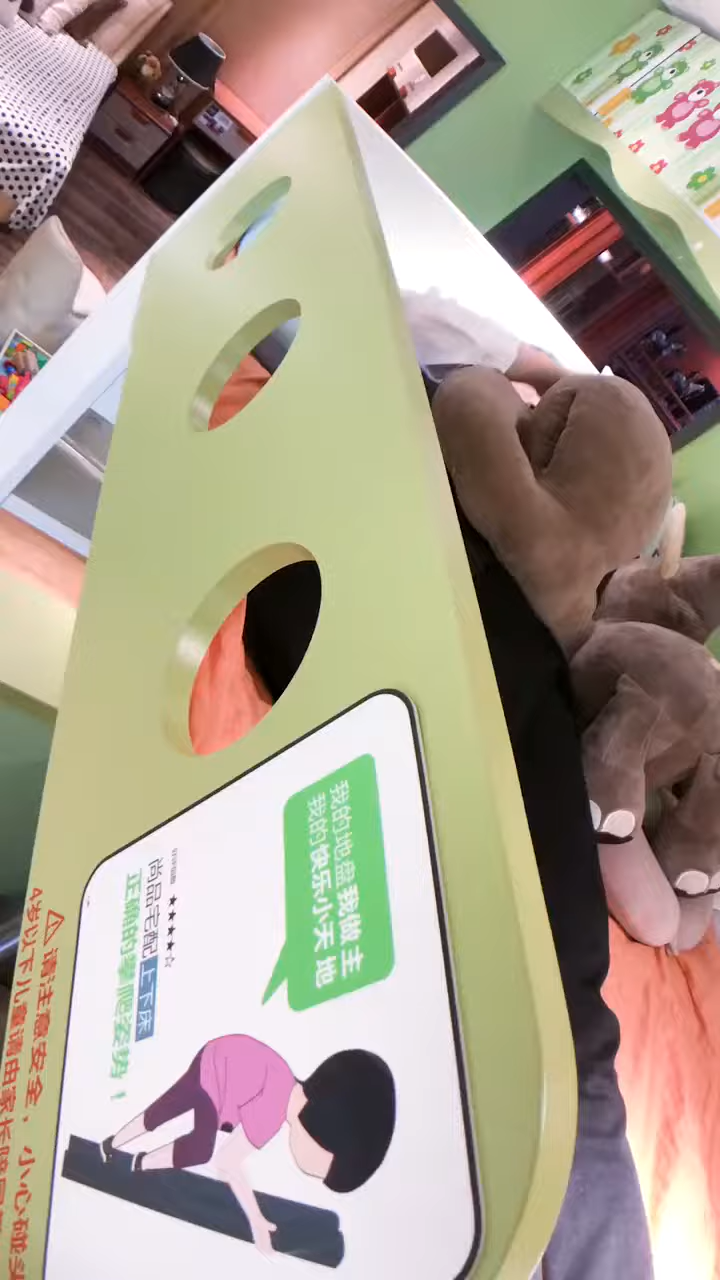 我的地盘我做主
我的快乐小天地
尚品宅配 上下床
正确的攀爬姿势！
请注意安全，小心碰头
4岁以下儿童请由家长陪同